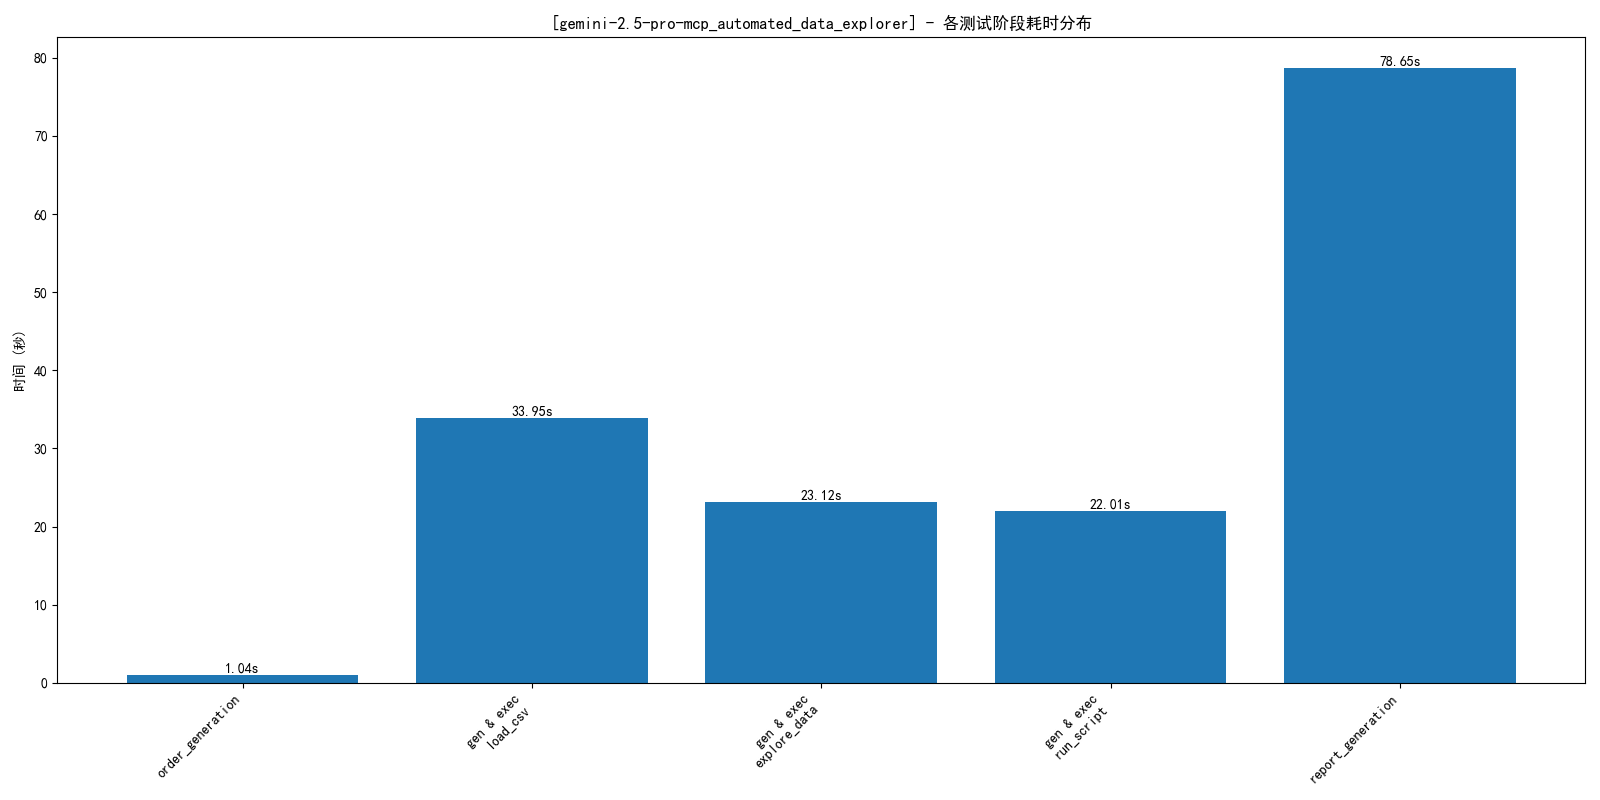 [gemini-2.5-pro-mcp_automated_data_explorer] - 各测试阶段耗时分布
时间 (秒)
80
70
60
50
40
30
20
10
0
1.04s
33.95s
23.12s
22.01s
78.65s
order_generation
gen & exec
load_csv
gen & exec
explore_data
gen & exec
run_script
report_generation